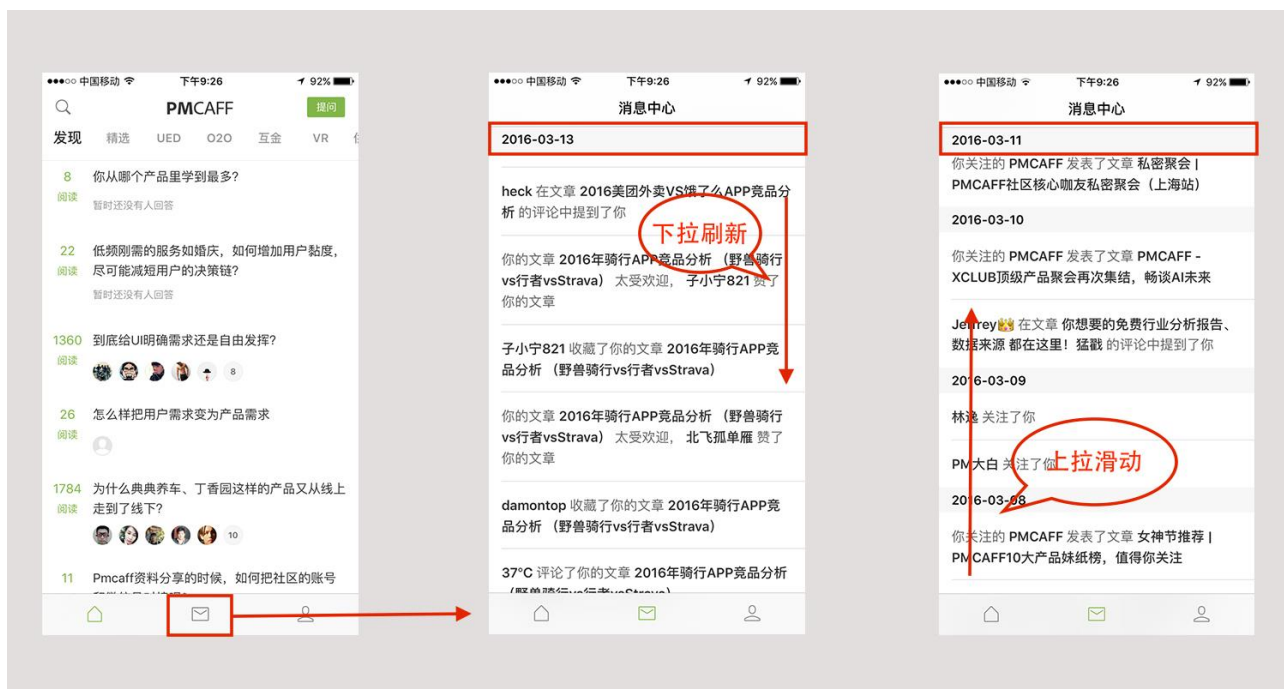 中国移动 下午9:26 92%
PMCAFF 提问
发现 精选 UED O2O 互金 VR
8 你从哪个产品里学到最多?
阅读 暂时还没有人回答
22 低频刚需的服务如婚庆，如何增加用户黏度，
阅读 尽可能减短用户的决策链?
暂时还没有人回答
1360 到底给UI明确需求还是自由发挥?
阅读
8
26 怎么样把用户需求变为产品需求
阅读
1784 为什么典典养车、丁香园这样的产品又从线上
阅读 走到了线下?
10
11 Pmcaff资料分享的时候，如何把社区的账号
中国移动 下午9:26 92%
消息中心
2016-03-13
heck 在文章 2016美团外卖VS饿了么APP竞品分
析 的评论中提到了你
下拉刷新
你的文章 2016年骑行APP竞品分析 （野兽骑行
vs行者vsStrava） 太受欢迎， 子小宁821 赞了
你的文章
子小宁821 收藏了你的文章 2016年骑行APP竞
品分析 （野兽骑行vs行者vsStrava）
你的文章 2016年骑行APP竞品分析 （野兽骑行
vs行者vsStrava） 太受欢迎， 北飞孤单雁 赞了
你的文章
damontop 收藏了你的文章 2016年骑行APP竞
品分析 （野兽骑行vs行者vsStrava）
37°C 评论了你的文章 2016年骑行APP竞品分析
中国移动 下午9:26 92%
消息中心
2016-03-11
你关注的 PMCAFF 发表了文章 私密聚会 |
PMCAFF社区核心咖友私密聚会（上海站）
2016-03-10
你关注的 PMCAFF 发表了文章 PMCAFF -
XCLUB顶级产品聚会再次集结，畅谈AI未来
Jeffrey 在文章 你想要的免费行业分析报告、
数据来源 都在这里！猛戳 的评论中提到了你
2016-03-09
林逸 关注了你
PM大白 关注了你
上拉滑动
2016-03-08
你关注的 PMCAFF 发表了文章 女神节推荐 |
PMCAFF10大产品妹纸榜，值得你关注